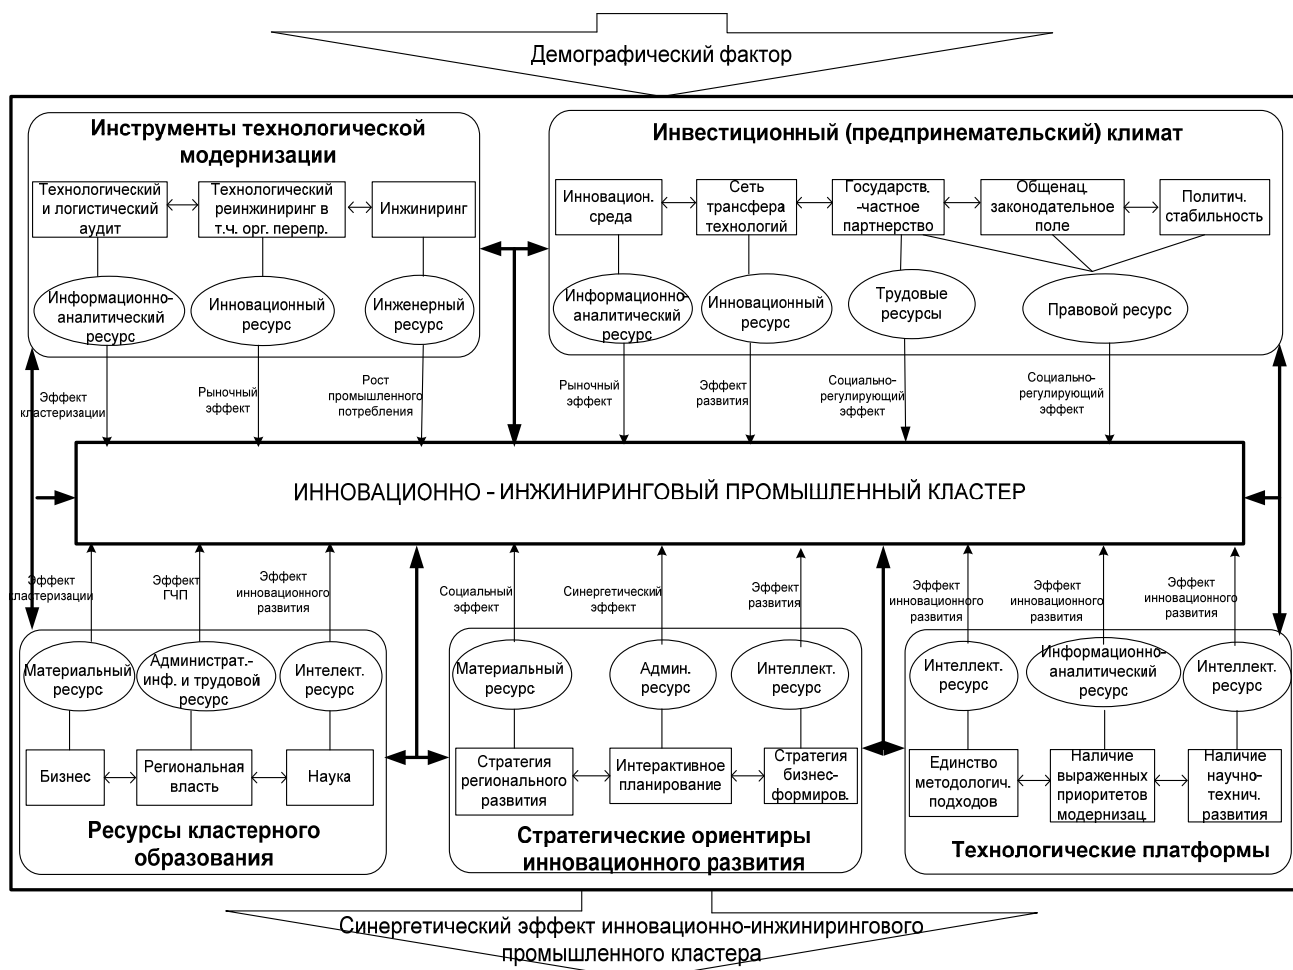 Демографический фактор
Инструменты технологической
модернизации
Технологический
и логистический
аудит
Технологический
реинжиниринг в
т.ч. орг. перепр.
Инжиниринг
Информационно-
аналитический
ресурс
Инновационный
ресурс
Инженерный
ресурс
Инвестиционный (предпринемательский) климат
Инновацион.
среда
Сеть
трансфера
технологий
Государств.
-частное
партнерство
Общенац.
законодательное
поле
Политич.
стабильность
Информационно-
аналитический
ресурс
Инновационный
ресурс
Трудовые
ресурсы
Правовой ресурс
Эффект
кластеризации
Рыночный
эффект
Рост
промышленного
потребления
Рыночный
эффект
Эффект
развития
Социально-
регулирующий
эффект
Социально-
регулирующий
эффект
ИННОВАЦИОННО - ИНЖИНИРИНГОВЫЙ ПРОМЫШЛЕННЫЙ КЛАСТЕР
Эффект
кластеризации
Эффект
ГЧП
Эффект
инновационного
развития
Социальный
эффект
Синергетический
эффект
Эффект
развития
Эффект
инновационного
развития
Эффект
инновационного
развития
Эффект
инновационного
развития
Материальный
ресурс
Администрат.-
инф. и трудовой
ресурс
Интелект.
ресурс
Бизнес
Региональная
власть
Наука
Ресурсы кластерного
образования
Материальный
ресурс
Админ.
ресурс
Интеллект.
ресурс
Стратегия
регионального
развития
Интерактивное
планирование
Стратегия
бизнес-
формиров.
Стратегические ориентиры
инновационного развития
Интеллект.
ресурс
Информационно-
аналитический
ресурс
Интеллект.
ресурс
Единство
методологич.
подходов
Наличие
выраженных
приоритетов
модернизац.
Наличие
научно-
технич.
развития
Технологические платформы
Синергетический эффект инновационно-инжинирингового
промышленного кластера